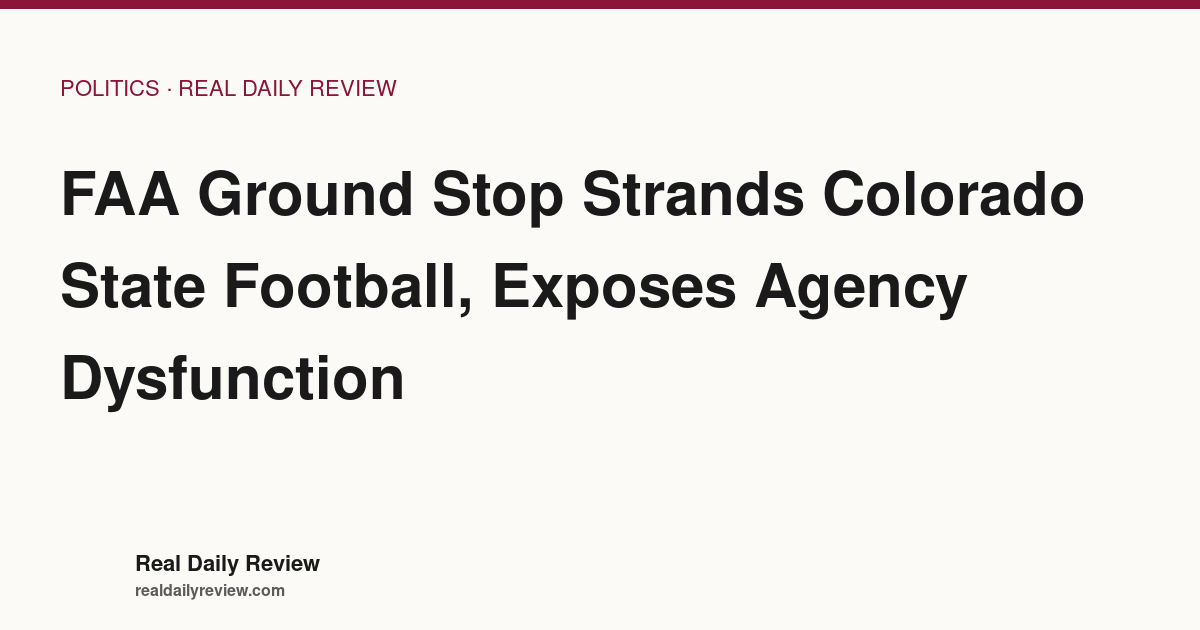 POLITICS · REAL DAILY REVIEW
FAA Ground Stop Strands Colorado
State Football, Exposes Agency
Dysfunction
Real Daily Review
realdailyreview.com